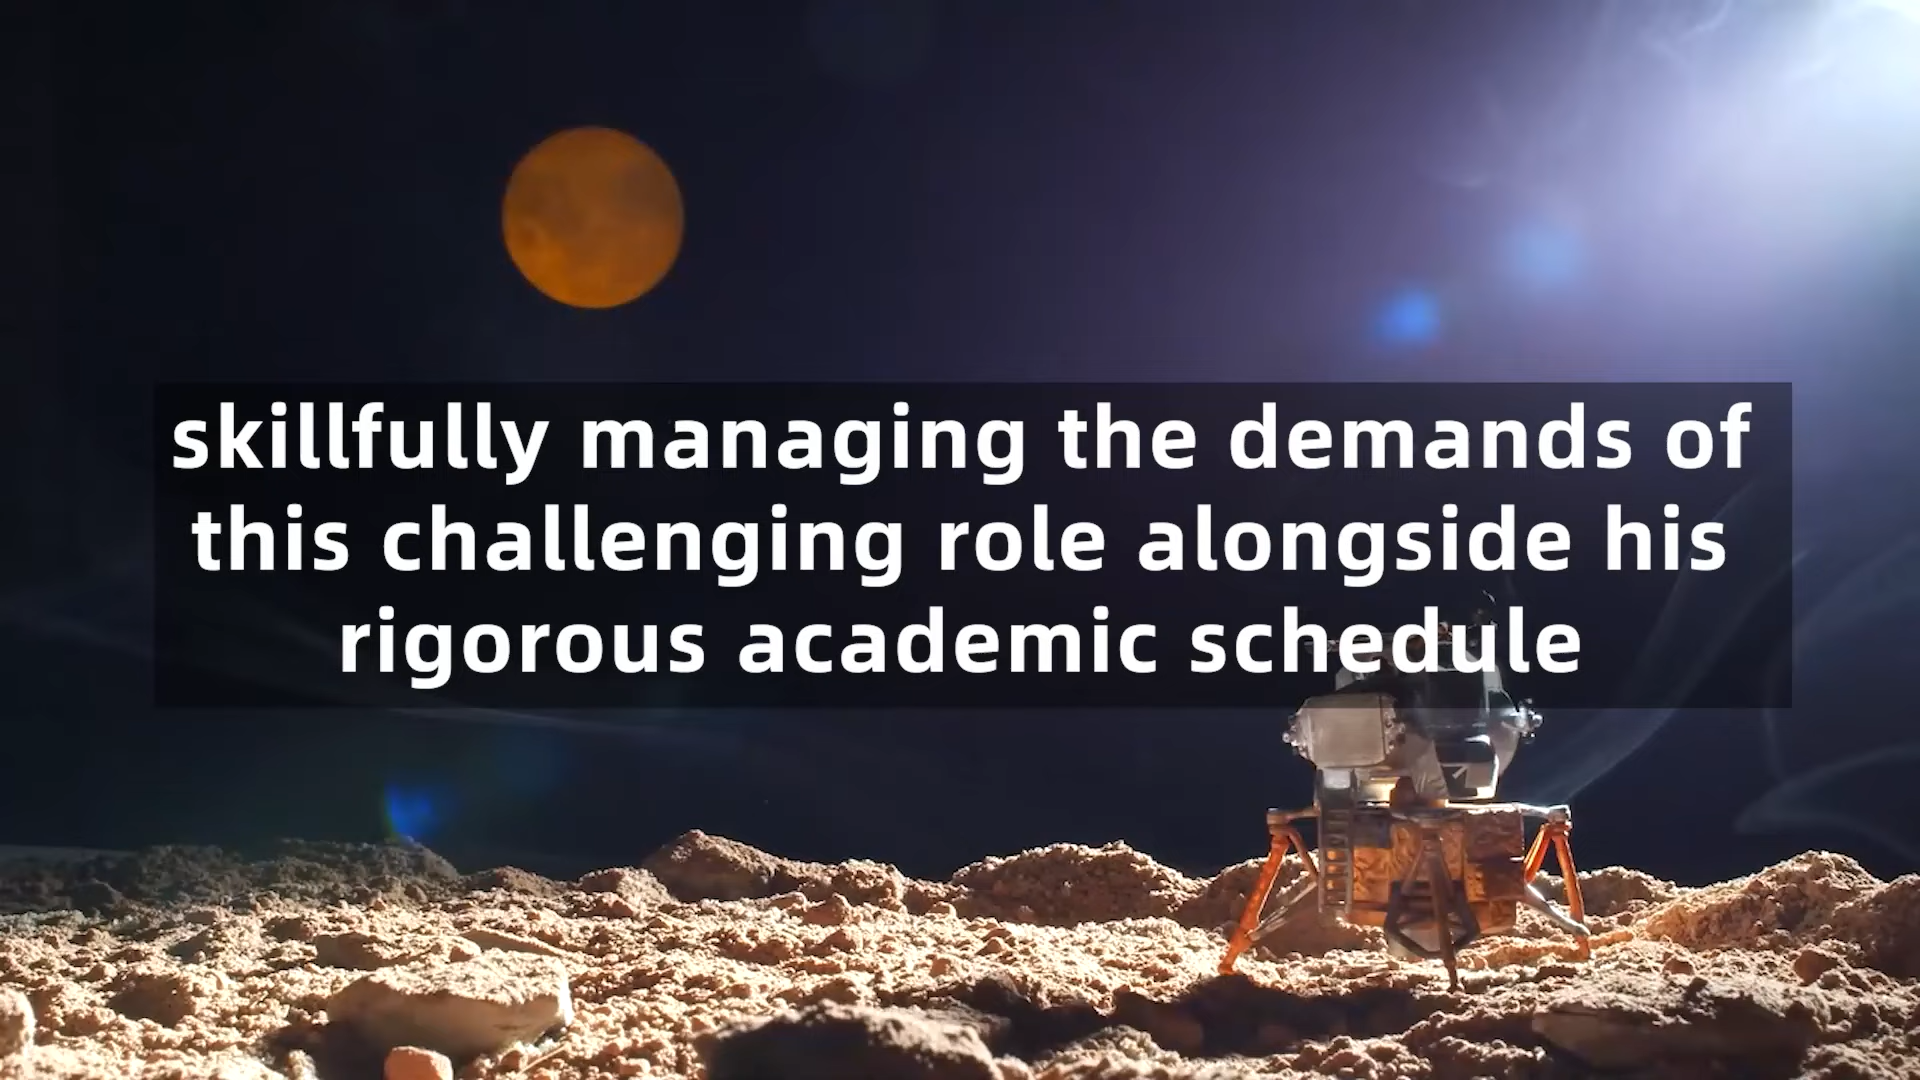 skillfully managing the demands of
this challenging role alongside his
rigorous academic schedule